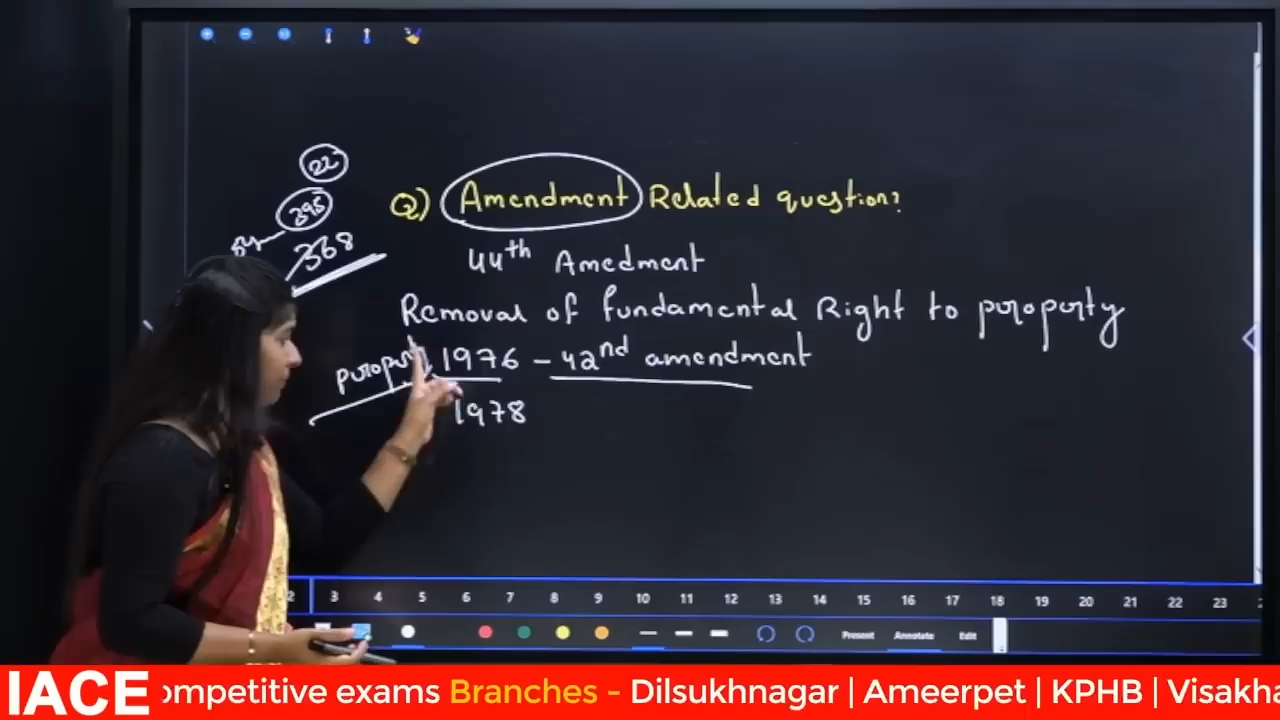 22
395
368
Q) Amendment Related question?
44th Amedment
Removal of fundamental Right to property
property 1976 - 42nd amendment
1978
2 3 4 5 6 7 8 9 10 11 12 13 14 15 16 17 18 19 20 21 22 23
Present Annotate Edit
IACE ompetitive exams Branches - Dilsukhnagar | Ameerpet | KPHB | Visakha